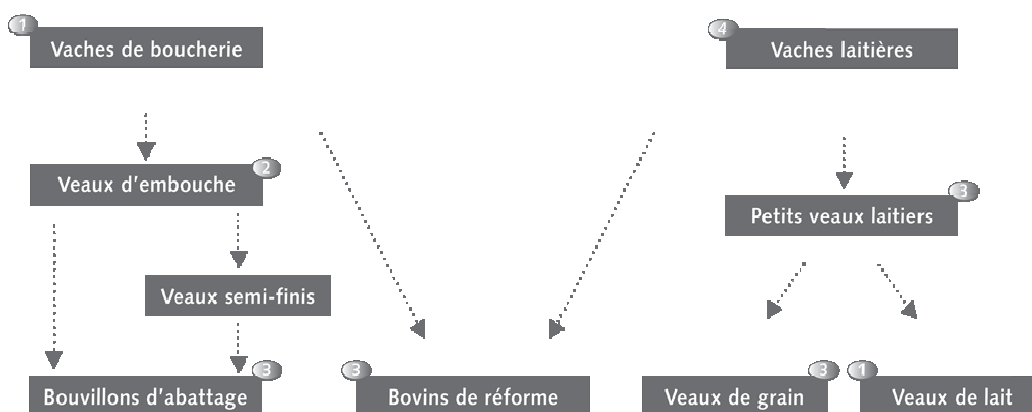 1
Vaches de boucherie
4
Vaches laitières
Veaux d'embouche
2
3
Petits veaux laitiers
Veaux semi-finis
Bouvillons d'abattage
3
3
Bovins de réforme
Veaux de grain
3
1
Veaux de lait